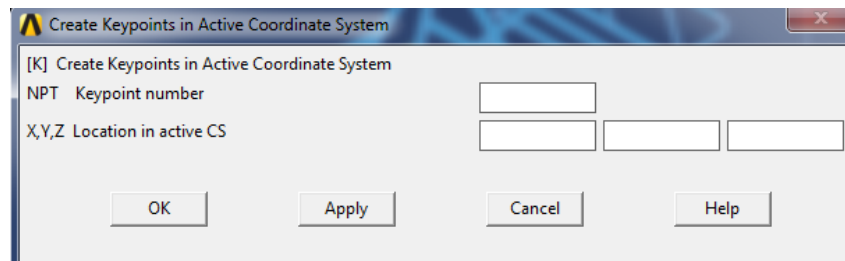 Create Keypoints in Active Coordinate System
[K] Create Keypoints in Active Coordinate System
NPT Keypoint number
X,Y,Z Location in active CS
OK Apply Cancel Help